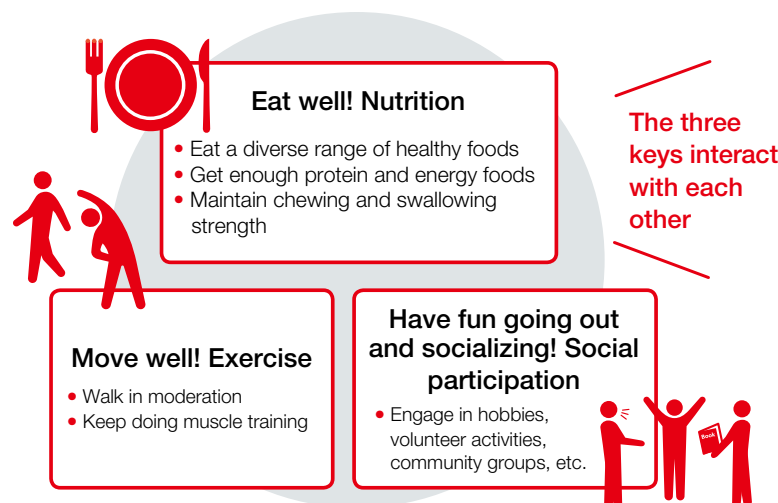 Eat well! Nutrition
• Eat a diverse range of healthy foods
• Get enough protein and energy foods
• Maintain chewing and swallowing
strength
The three
keys interact
with each
other
Move well! Exercise
• Walk in moderation
• Keep doing muscle training
Have fun going out
and socializing! Social
participation
• Engage in hobbies,
volunteer activities,
community groups, etc.
Book